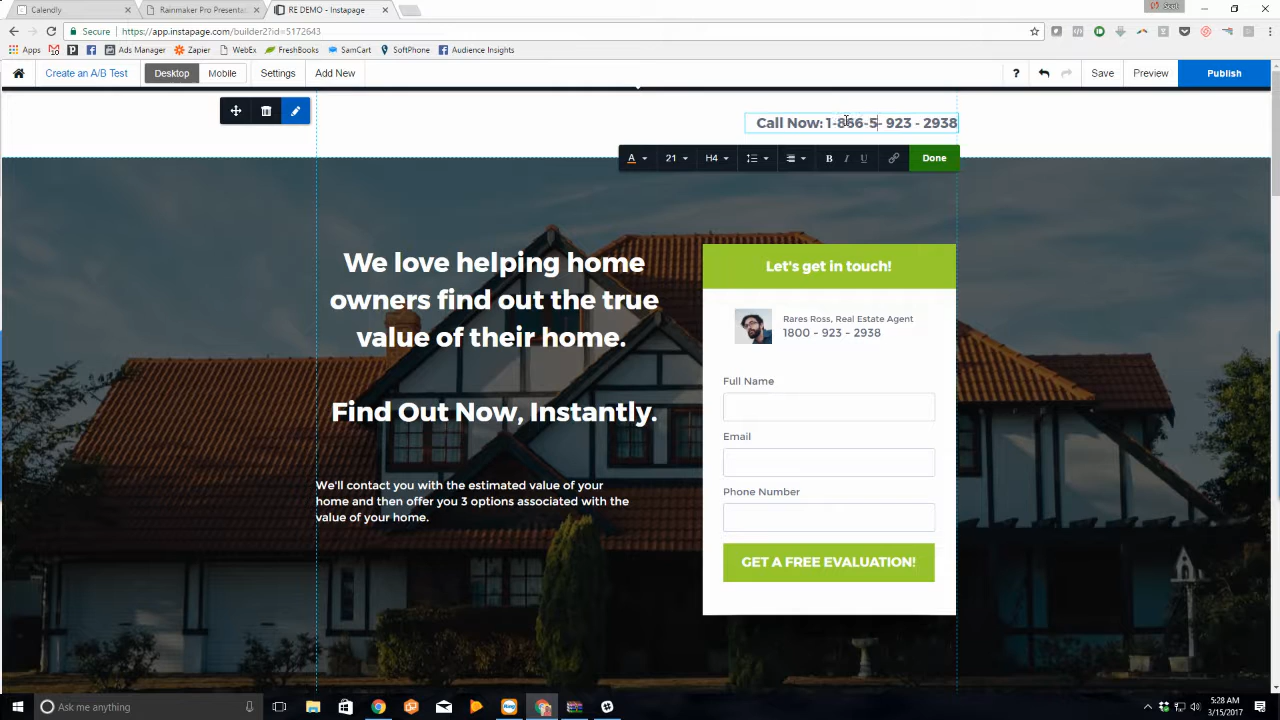 Calendly
Rainmaker Pro Presenta
RE DEMO - Instapage
Secure
https://app.instapage.com/builder2?id=5172643
Apps
Ads Manager
Zapier
WebEx
FreshBooks
SamCart
SoftPhone
Audience Insights
Create an A/B Test
Desktop
Mobile
Settings
Add New
?
Save
Preview
Publish
Call Now: 1-866-5- 923 - 2938
A
21
H4
B
I
U
Done
We love helping home
owners find out the true
value of their home.
Find Out Now, Instantly.
We'll contact you with the estimated value of your
home and then offer you 3 options associated with the
value of your home.
Let's get in touch!
Rares Ross, Real Estate Agent
1800 - 923 - 2938
Full Name
Email
Phone Number
GET A FREE EVALUATION!
Ask me anything
5:28 AM
3/15/2017